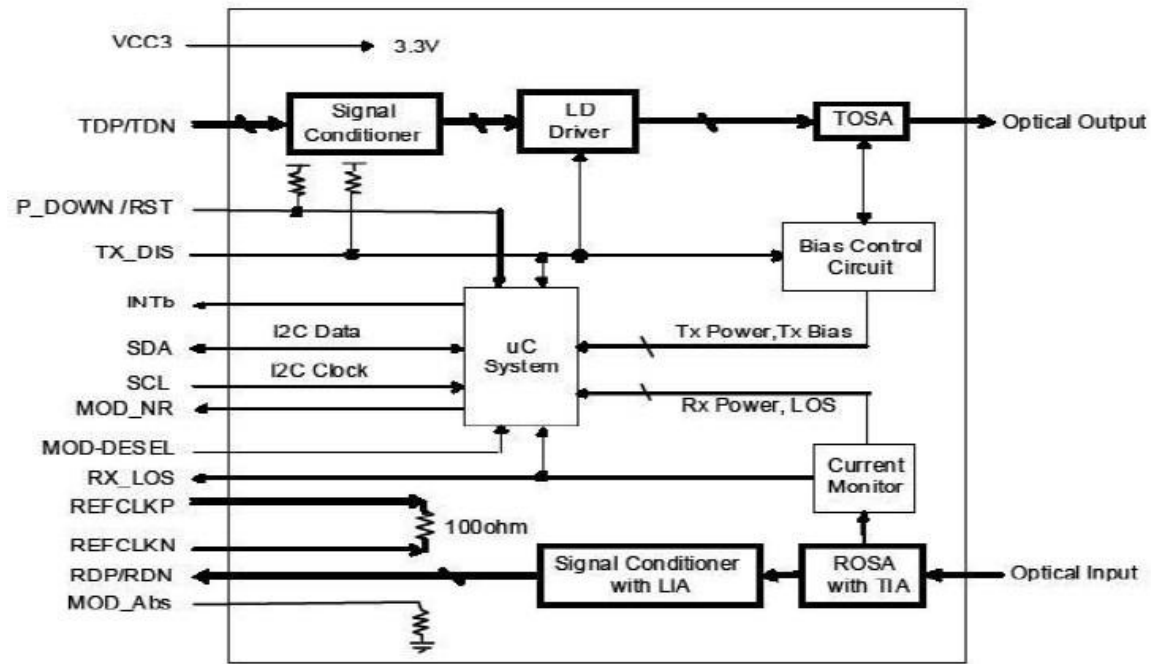 VCC3
3.3V
TDP/TDN
Signal
Conditioner
LD
Driver
TOSA
Optical Output
P_DOWN /RST
TX_DIS
Bias Control
Circuit
INTb
I2C Data
SDA
uC
System
Tx Power,Tx Bias
I2C Clock
SCL
MOD_NR
Rx Power, LOS
MOD-DESEL
RX_LOS
Current
Monitor
REFCLKP
100ohm
REFCLKN
RDP/RDN
Signal Conditioner
with LIA
ROSA
with TIA
Optical Input
MOD_Abs